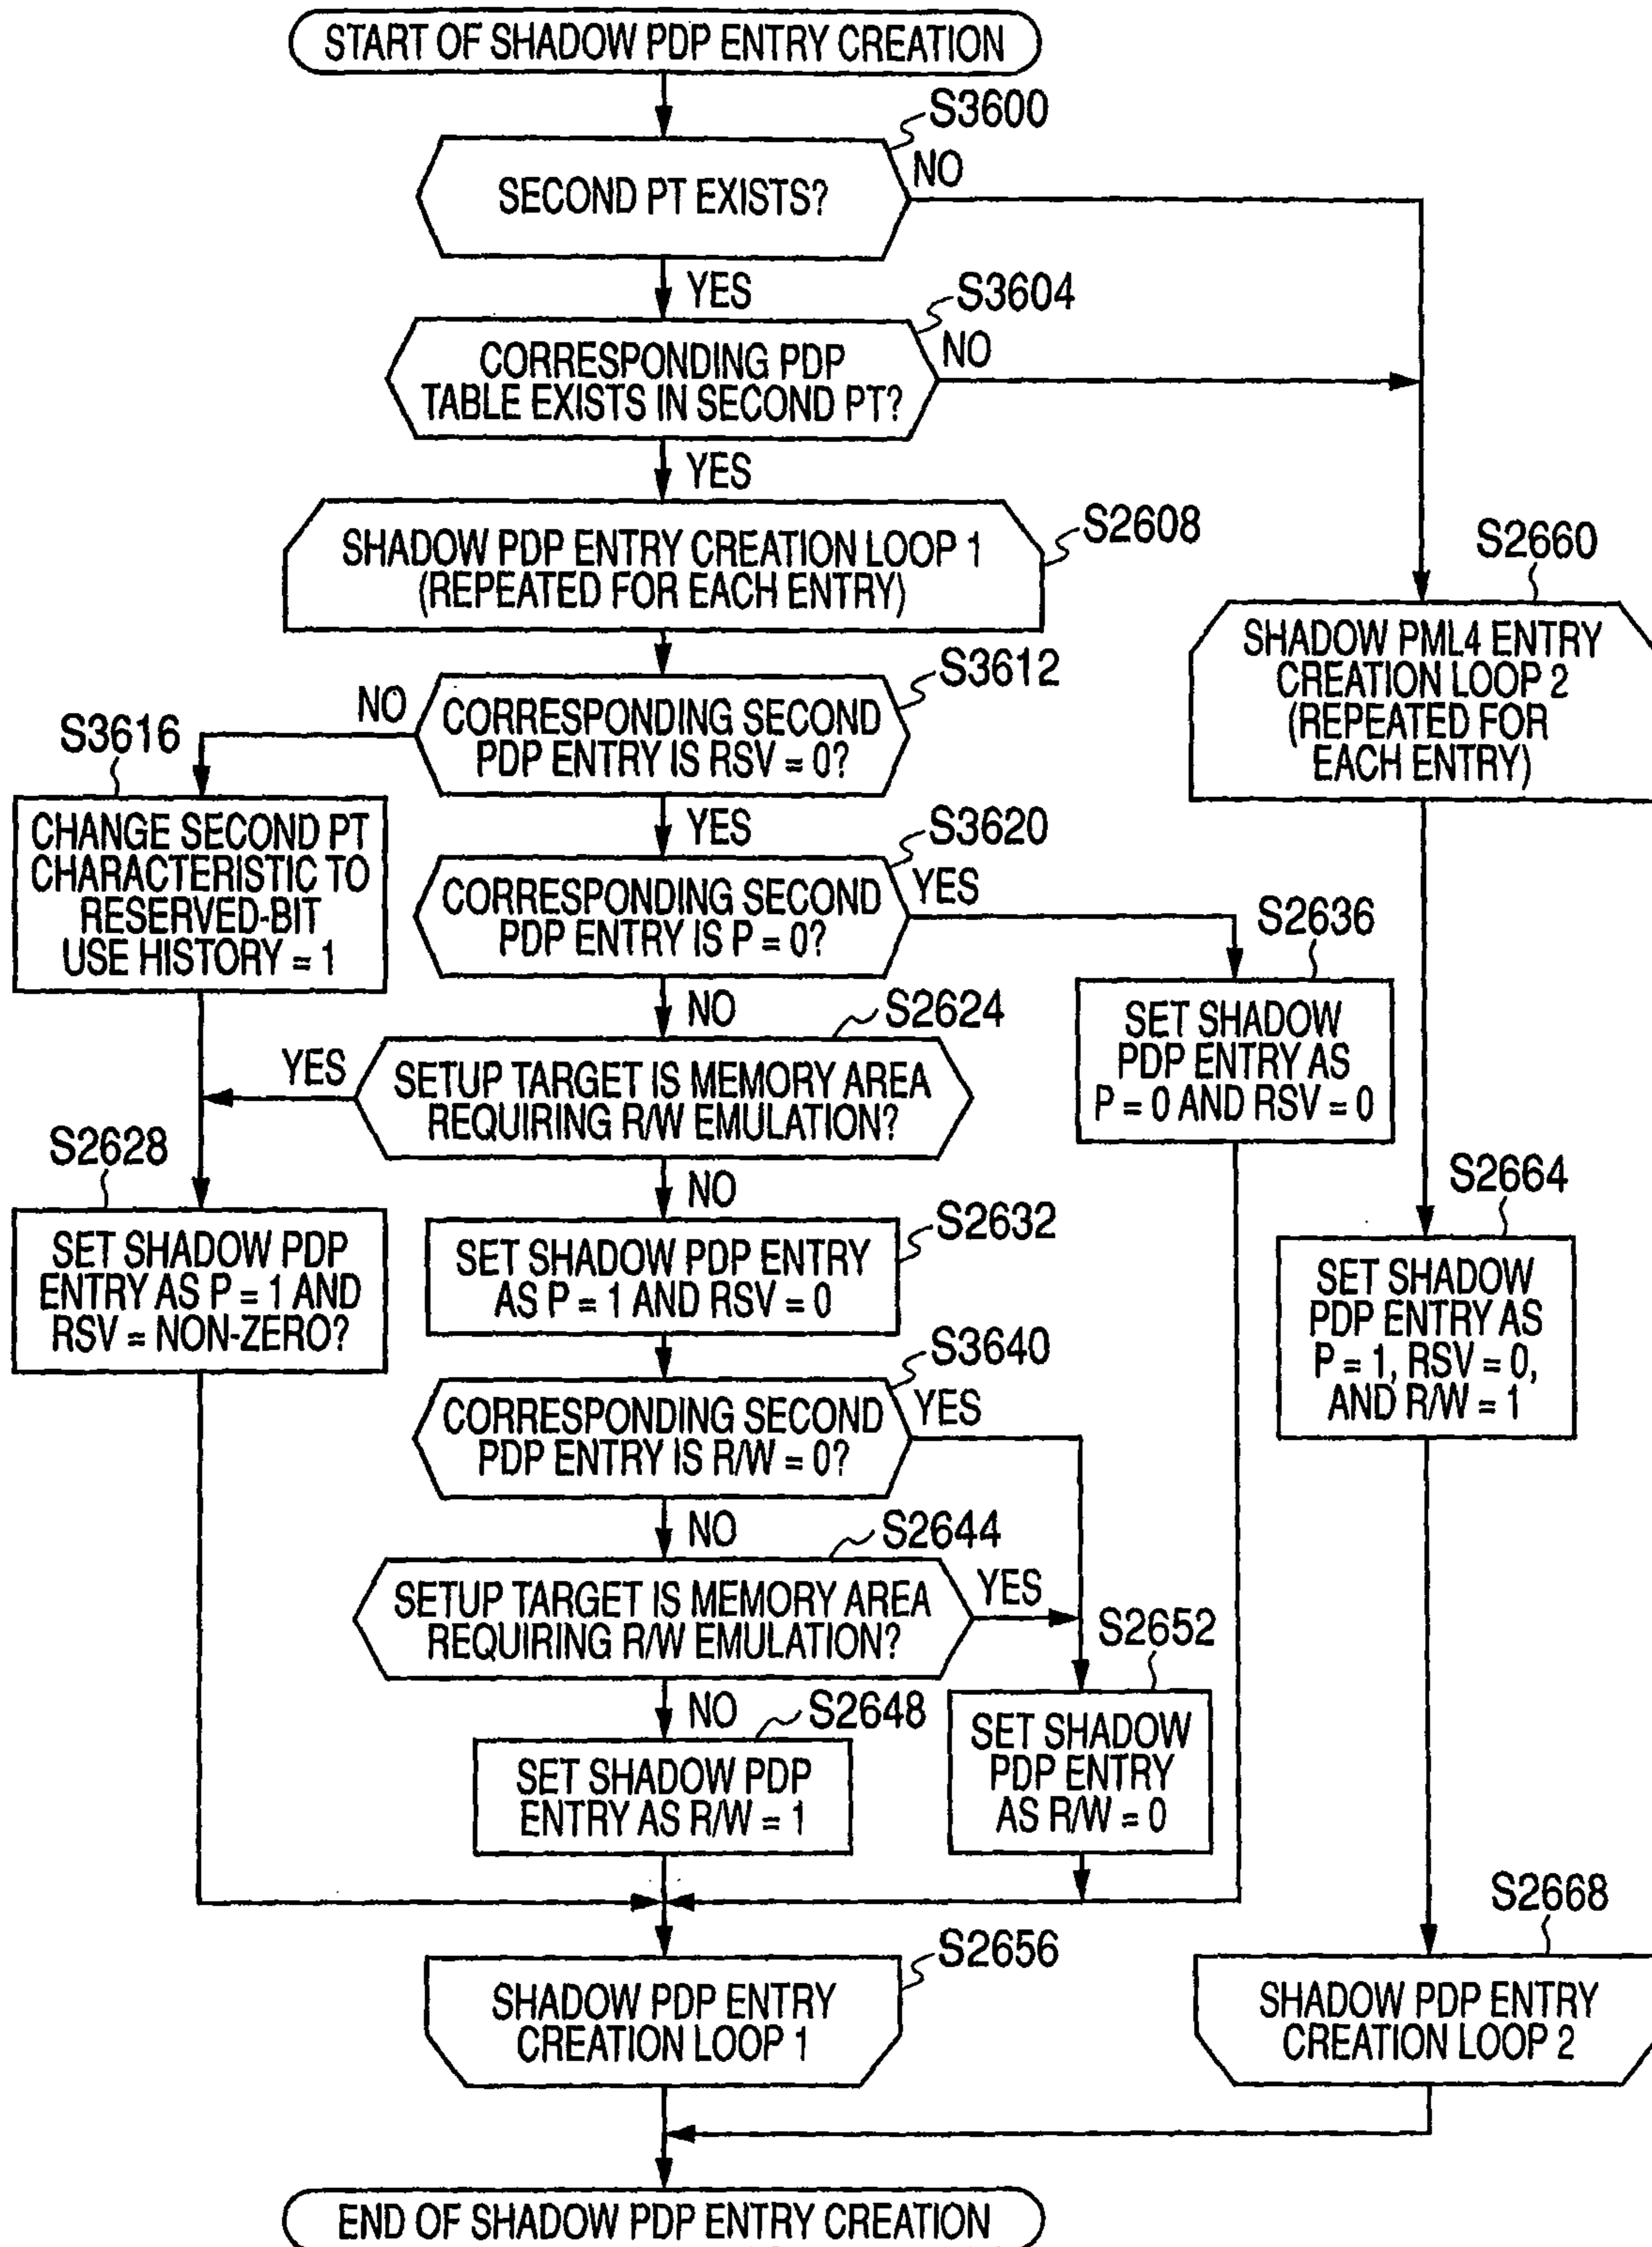 START OF SHADOW PDP ENTRY CREATION
S3600
SECOND PT EXISTS?
NO
YES
S3604
CORRESPONDING PDP
TABLE EXISTS IN SECOND PT?
NO
YES
S2608
SHADOW PDP ENTRY CREATION LOOP 1
(REPEATED FOR EACH ENTRY)
S2660
SHADOW PML4 ENTRY
CREATION LOOP 2
(REPEATED FOR
EACH ENTRY)
S3612
CORRESPONDING SECOND
PDP ENTRY IS RSV = 0?
NO
YES
S3616
CHANGE SECOND PT
CHARACTERISTIC TO
RESERVED-BIT
USE HISTORY = 1
S3620
CORRESPONDING SECOND
PDP ENTRY IS P = 0?
YES
NO
S2636
SET SHADOW
PDP ENTRY AS
P = 0 AND RSV = 0
S2624
SETUP TARGET IS MEMORY AREA
REQUIRING R/W EMULATION?
YES
NO
S2628
SET SHADOW PDP
ENTRY AS P = 1 AND
RSV = NON-ZERO?
S2632
SET SHADOW PDP ENTRY
AS P = 1 AND RSV = 0
S2664
SET SHADOW
PDP ENTRY AS
P = 1, RSV = 0,
AND R/W = 1
S3640
CORRESPONDING SECOND
PDP ENTRY IS R/W = 0?
YES
NO
S2644
SETUP TARGET IS MEMORY AREA
REQUIRING R/W EMULATION?
YES
NO
S2652
SET SHADOW
PDP ENTRY
AS R/W = 0
S2648
SET SHADOW PDP
ENTRY AS R/W = 1
S2656
SHADOW PDP ENTRY
CREATION LOOP 1
S2668
SHADOW PDP ENTRY
CREATION LOOP 2
END OF SHADOW PDP ENTRY CREATION